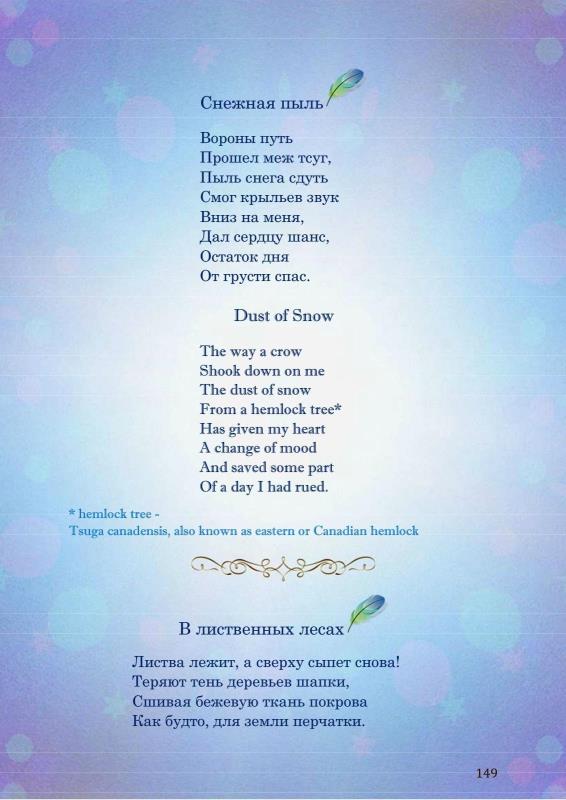 Снежная пыль
Вороны путь
Прошел меж тсуг,
Пыль снега сдуть
Смог крыльев звук
Вниз на меня,
Дал сердцу шанс,
Остаток дня
От грусти спас.
Dust of Snow
The way a crow
Shook down on me
The dust of snow
From a hemlock tree*
Has given my heart
A change of mood
And saved some part
Of a day I had rued.
* hemlock tree -
Tsuga canadensis, also known as eastern or Canadian hemlock
В лиственных лесах
Листва лежит, а сверху сыпет снова!
Теряют тень деревьев шапки,
Сшивая бежевую ткань покрова
Как будто, для земли перчатки.
149